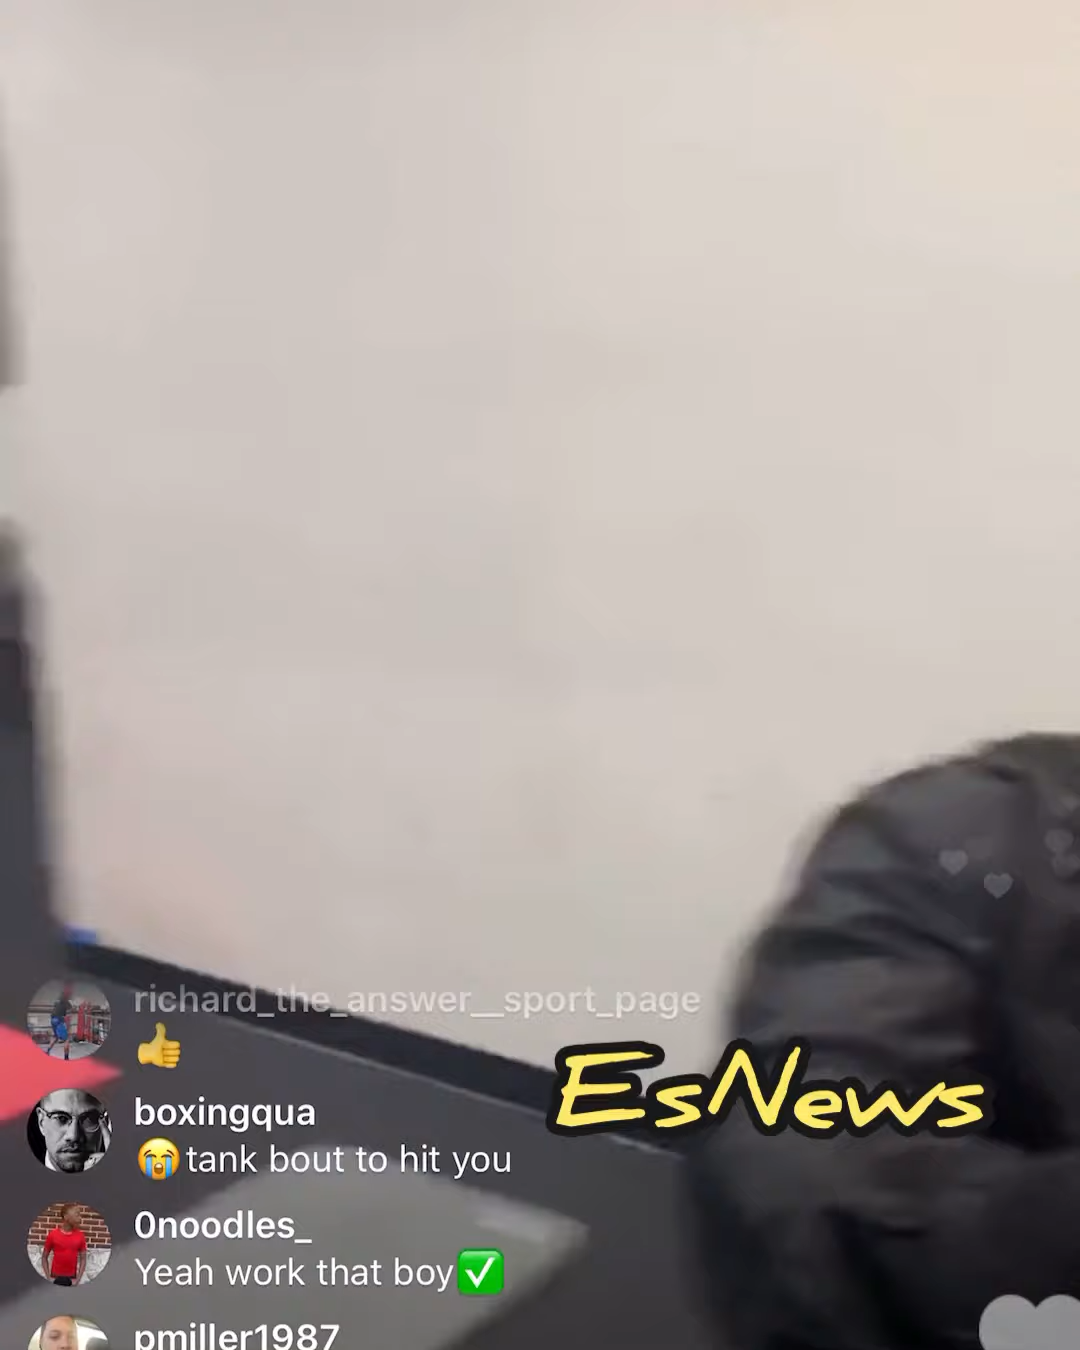 richard_the_answer__sport_page
👍
boxingqua
😭tank bout to hit you
EsNews
0noodles_
Yeah work that boy✅
pmiller1987